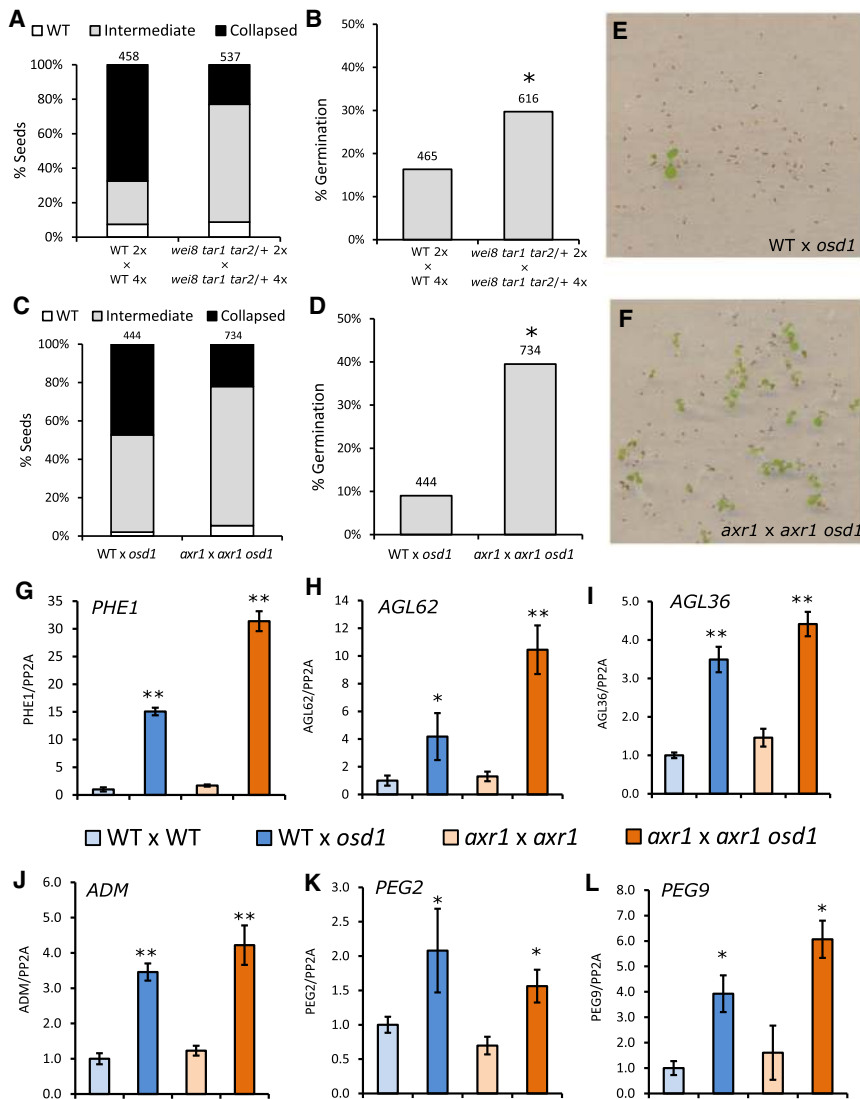 A
WT Intermediate Collapsed
458 537
100%
80%
60%
40%
20%
0%
% Seeds
WT 2x
×
WT 4x
wei8 tar1 tar2/+ 2x
×
wei8 tar1 tar2/+ 4x
B
50%
40%
30%
20%
10%
0%
% Germination
465
*
616
WT 2x
×
WT 4x
wei8 tar1 tar2/+ 2x
×
wei8 tar1 tar2/+ 4x
E
WT x osd1
C
WT Intermediate Collapsed
444 734
100%
80%
60%
40%
20%
0%
% Seeds
WT x osd1 axr1 x axr1 osd1
D
50%
40%
30%
20%
10%
0%
% Germination
444
*
734
WT x osd1 axr1 x axr1 osd1
F
axr1 x axr1 osd1
G
PHE1
35
30
25
20
15
10
5
0
PHE1/PP2A
**
**
H
AGL62
14
12
10
8
6
4
2
0
AGL62/PP2A
*
**
I
AGL36
5.0
4.0
3.0
2.0
1.0
0.0
AGL36/PP2A
**
**
WT x WT WT x osd1 axr1 x axr1 axr1 x axr1 osd1
J
ADM
6.0
5.0
4.0
3.0
2.0
1.0
0.0
ADM/PP2A
**
**
K
PEG2
3.0
2.5
2.0
1.5
1.0
0.5
0.0
PEG2/PP2A
*
*
L
PEG9
8.0
7.0
6.0
5.0
4.0
3.0
2.0
1.0
0.0
PEG9/PP2A
*
*